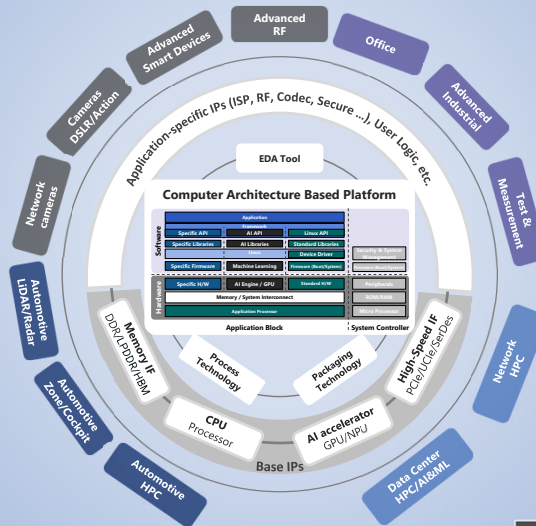 Advanced
RF
Office
Advanced
Industrial
Test &
Measurement
Network
HPC
Data Center
HPC/AI&ML
Automotive
HPC
Automotive
Zone/Cockpit
Automotive
LiDAR/Radar
Network
cameras
Cameras
DSLR/Action
Advanced
Smart Devices
Application-specific IPs (ISP, RF, Codec, Secure ...), User Logic, etc.
EDA Tool
Computer Architecture Based Platform
Software
Application
Framework
Specific API
AI API
Linux API
Specific Libraries
AI Libraries
Standard Libraries
Linux
Device Driver
Security & System
Management
Specific Firmware
Machine Learning
Firmware (Boot/System)
Firmware (Boot/System)
Hardware
Specific H/W
AI Engine / GPU
Standard H/W
Peripherals
Memory / System Interconnect
ROM/RAM
Application Processor
Micro Processor
Application Block
System Controller
Process
Technology
Packaging
Technology
Memory IF
DDR/LPDDR/HBM
CPU
Processor
AI accelerator
GPU/NPU
High-Speed IF
PCIe/UCIe/SerDes
Base IPs